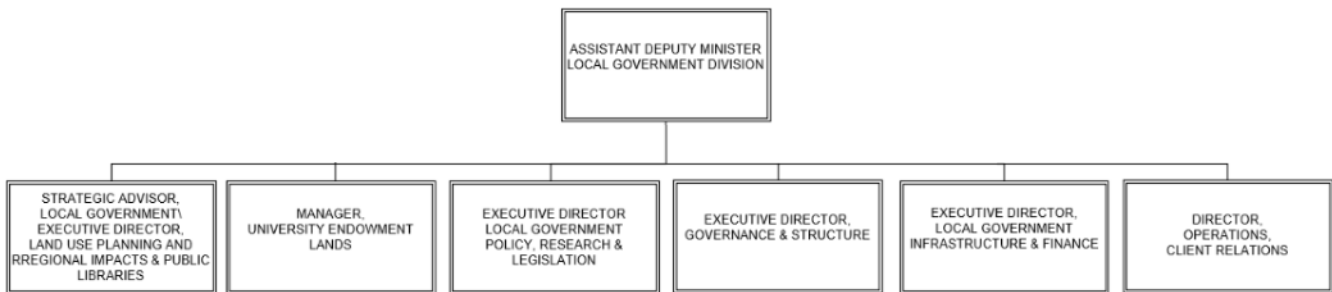 ASSISTANT DEPUTY MINISTER
LOCAL GOVERNMENT DIVISION
STRATEGIC ADVISOR,
LOCAL GOVERNMENT\
EXECUTIVE DIRECTOR,
LAND USE PLANNING AND
RREGIONAL IMPACTS & PUBLIC
LIBRARIES
MANAGER,
UNIVERSITY ENDOWMENT
LANDS
EXECUTIVE DIRECTOR
LOCAL GOVERNMENT
POLICY, RESEARCH &
LEGISLATION
EXECUTIVE DIRECTOR,
GOVERNANCE & STRUCTURE
EXECUTIVE DIRECTOR,
LOCAL GOVERNMENT
INFRASTRUCTURE & FINANCE
DIRECTOR,
OPERATIONS,
CLIENT RELATIONS